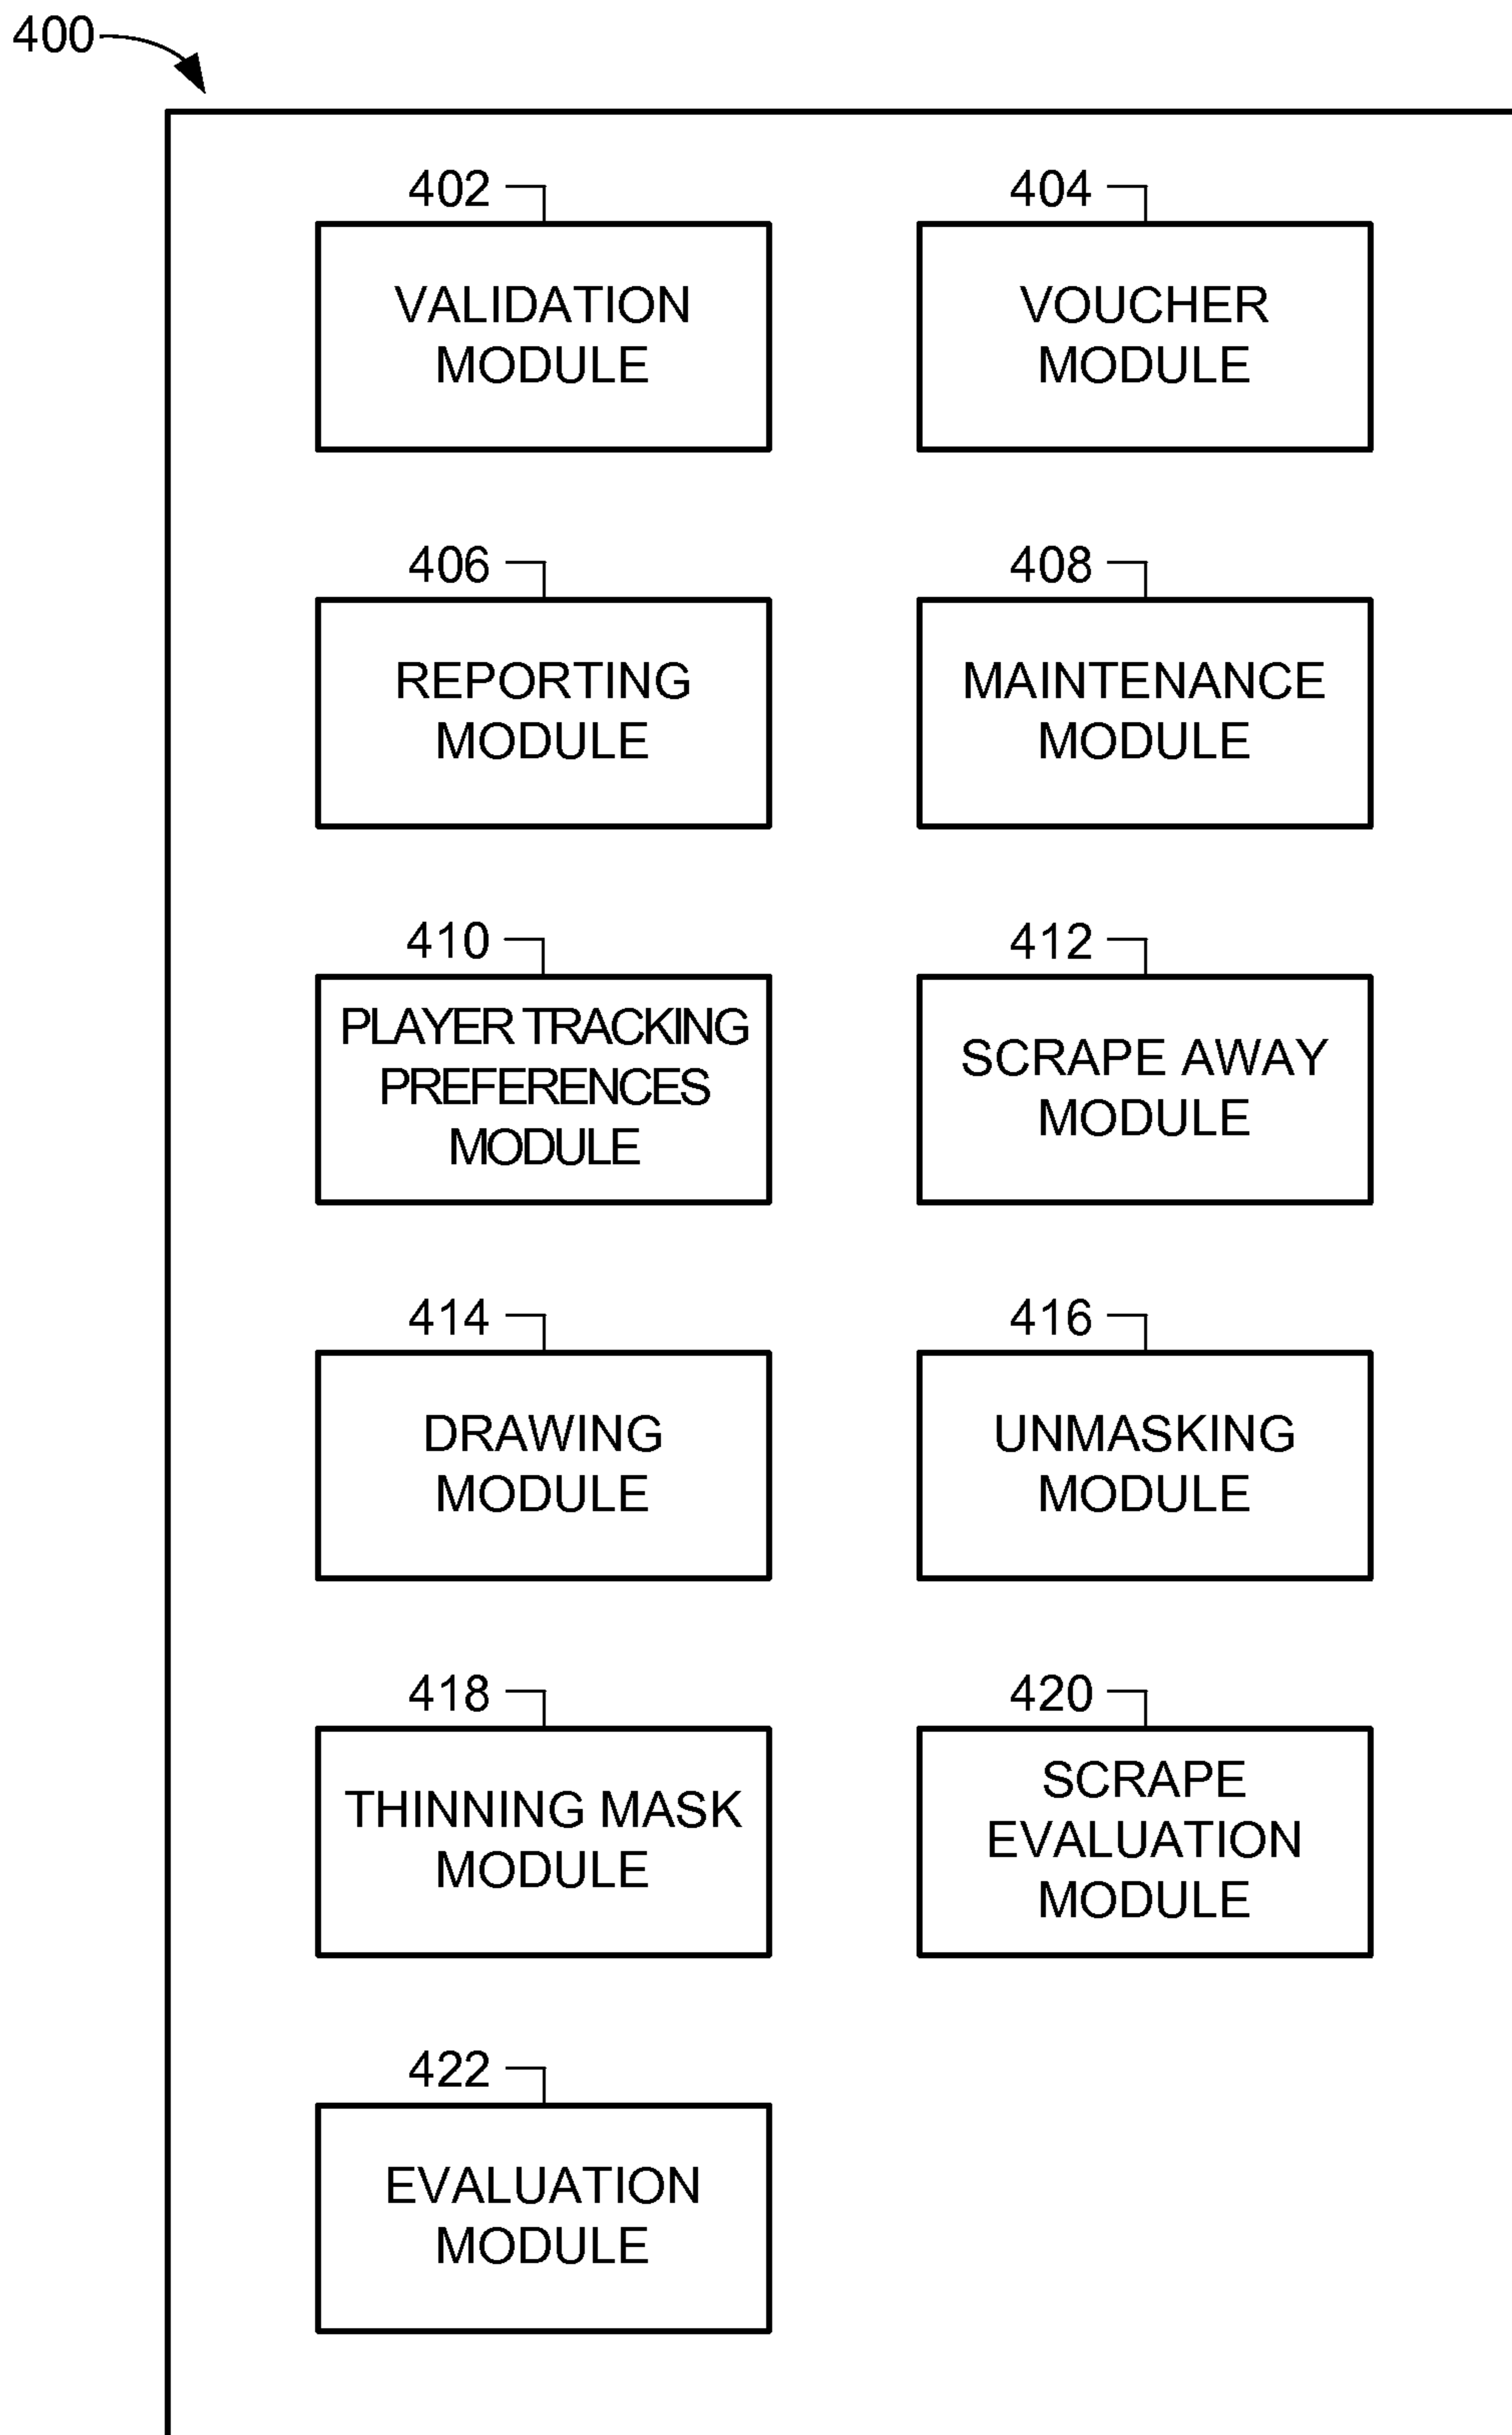 400
402
VALIDATION
MODULE
404
VOUCHER
MODULE
406
REPORTING
MODULE
408
MAINTENANCE
MODULE
410
PLAYER TRACKING
PREFERENCES
MODULE
412
SCRAPE AWAY
MODULE
414
DRAWING
MODULE
416
UNMASKING
MODULE
418
THINNING MASK
MODULE
420
SCRAPE
EVALUATION
MODULE
422
EVALUATION
MODULE